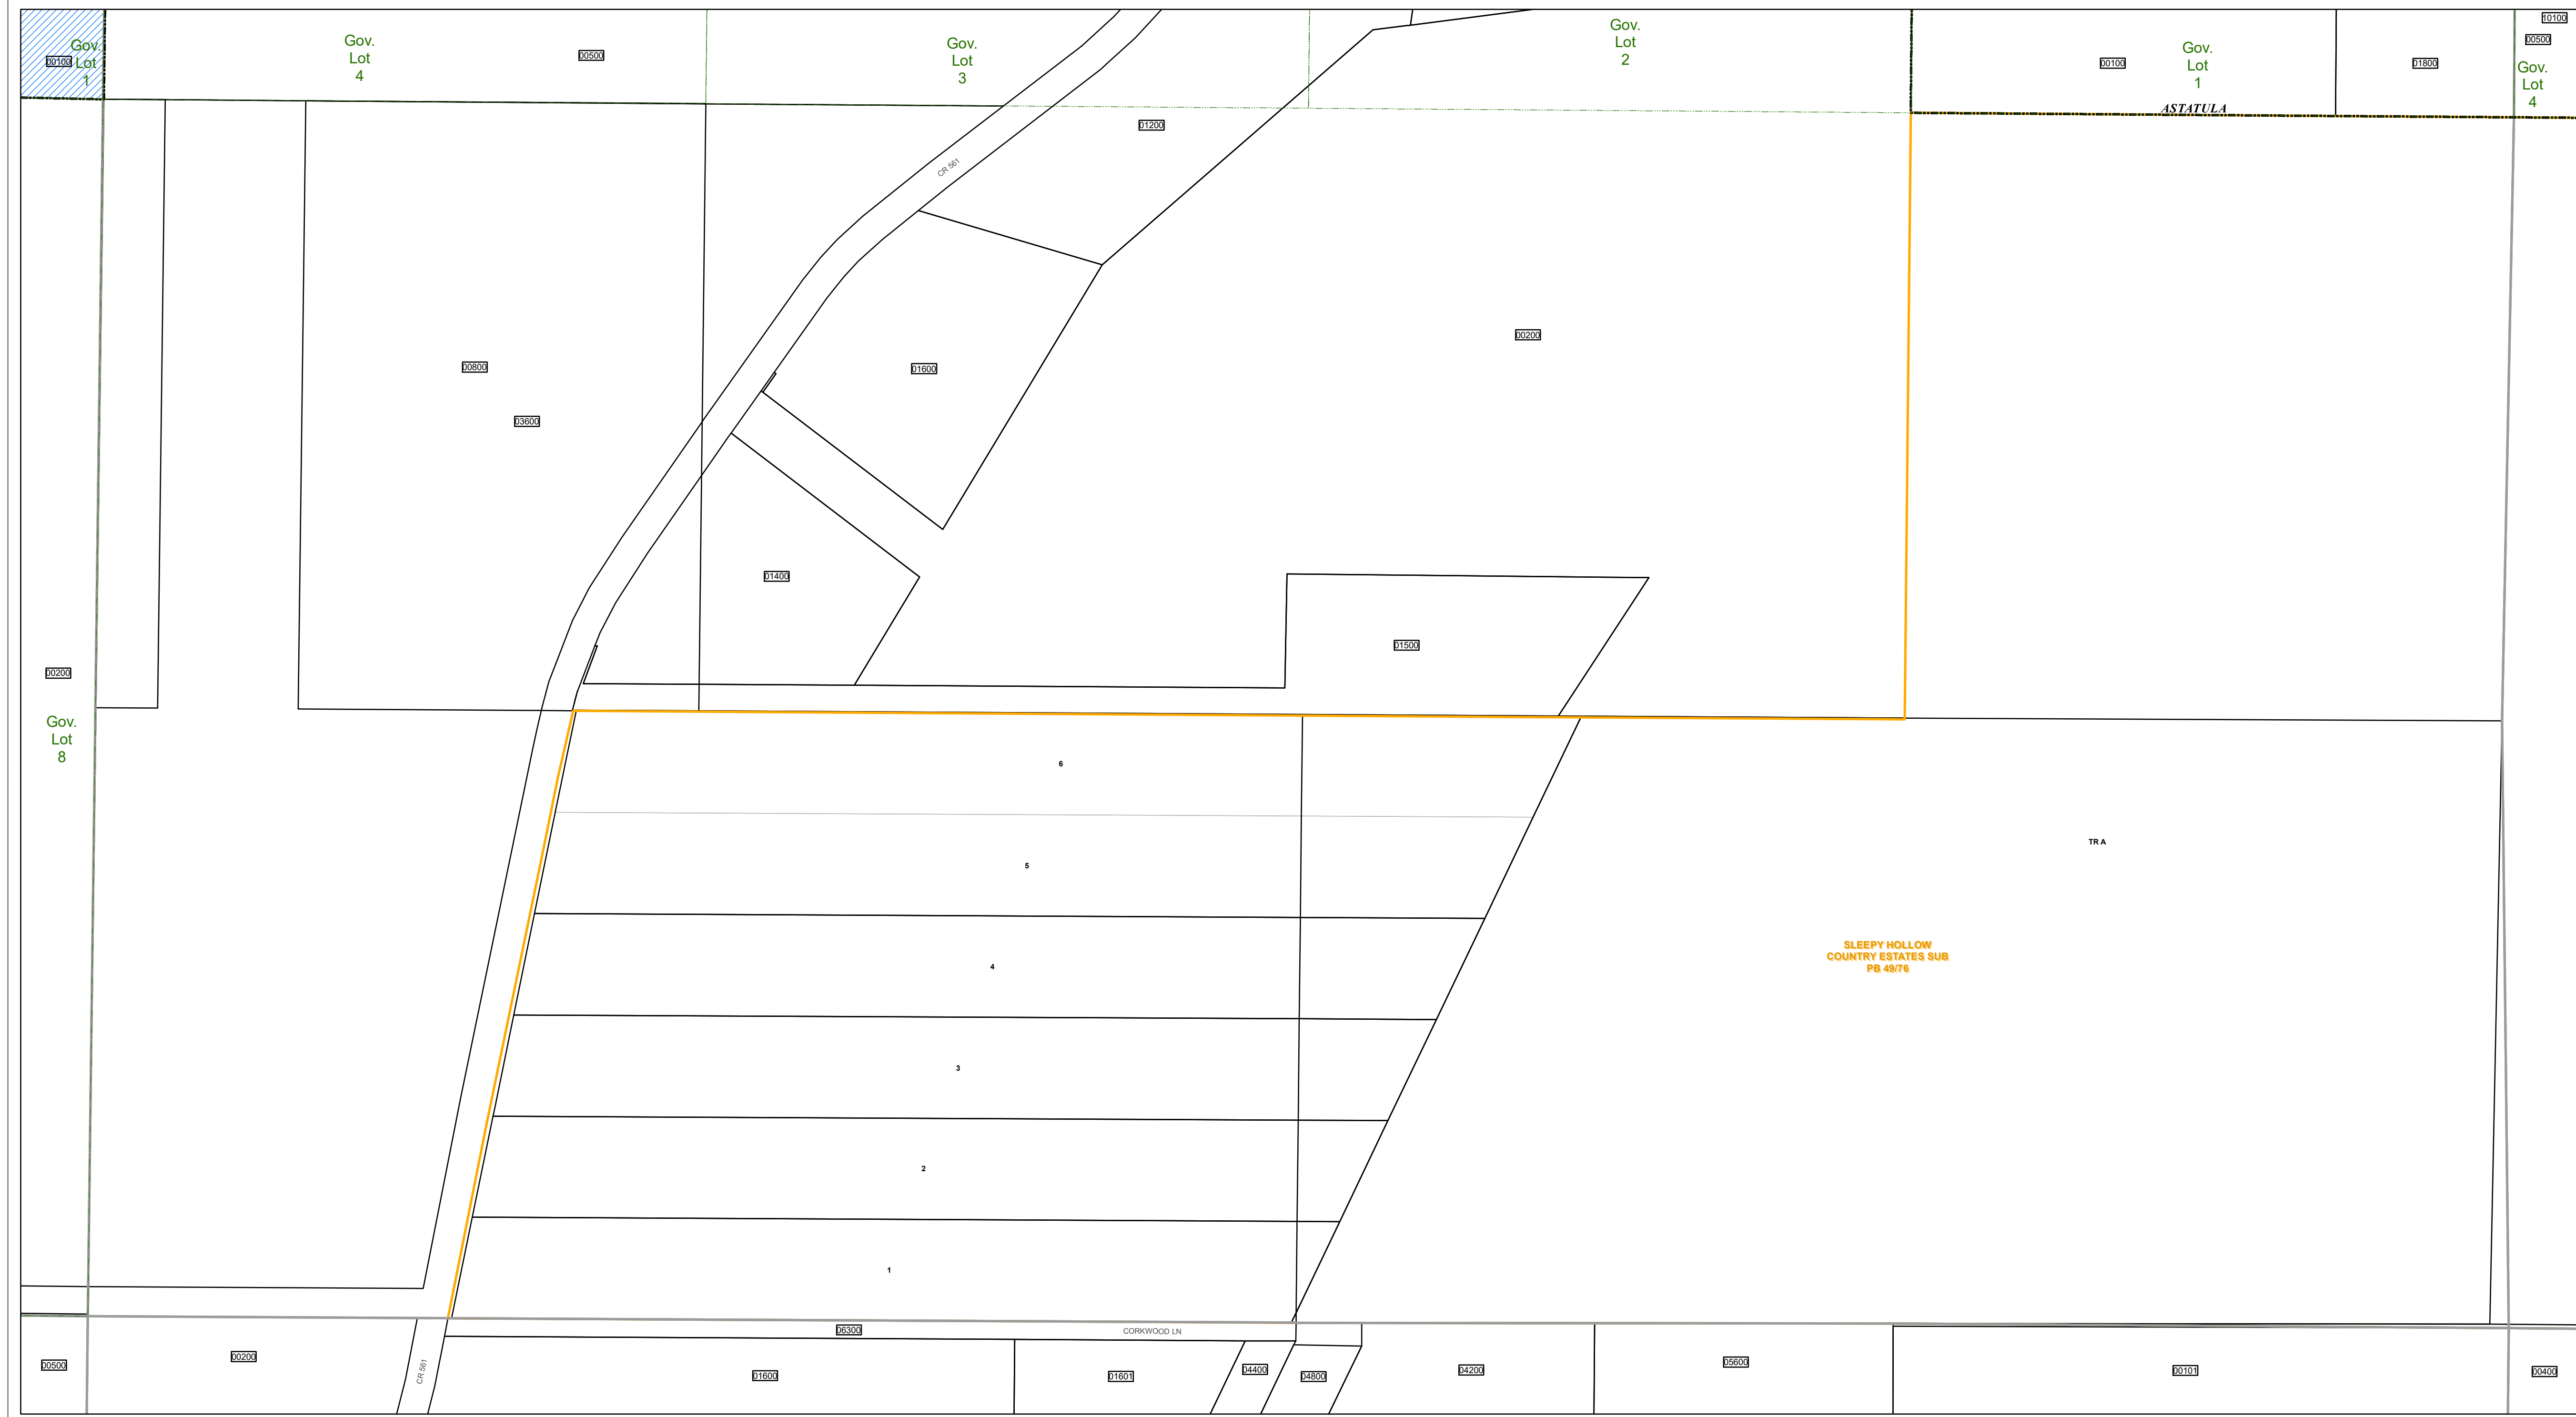 10100
Gov.
Lot
1
00100
Gov.
Lot
4
00500
Gov.
Lot
3
Gov.
Lot
2
00100
Gov.
Lot
1
01800
00500
Gov.
Lot
4
ASTATULA
01200
CR 561
00200
00800
01600
03600
01400
01500
00200
Gov.
Lot
8
6
TR A
5
SLEEPY HOLLOW
COUNTRY ESTATES SUB
PB 49/76
4
3
2
1
06300
CORKWOOD LN
00500
00200
CR 561
01600
01601
04400
04800
04200
05600
00101
00400